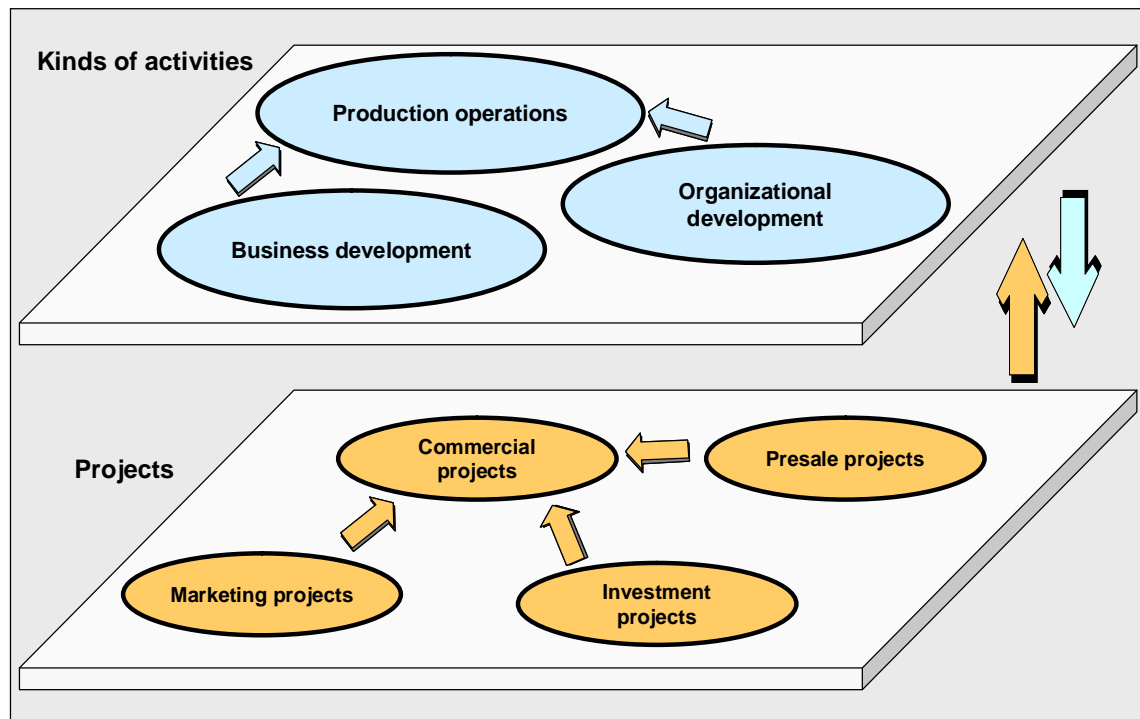 Kinds of activities
Production operations
Organizational
development
Business development
Projects
Commercial
projects
Presale projects
Marketing projects
Investment
projects